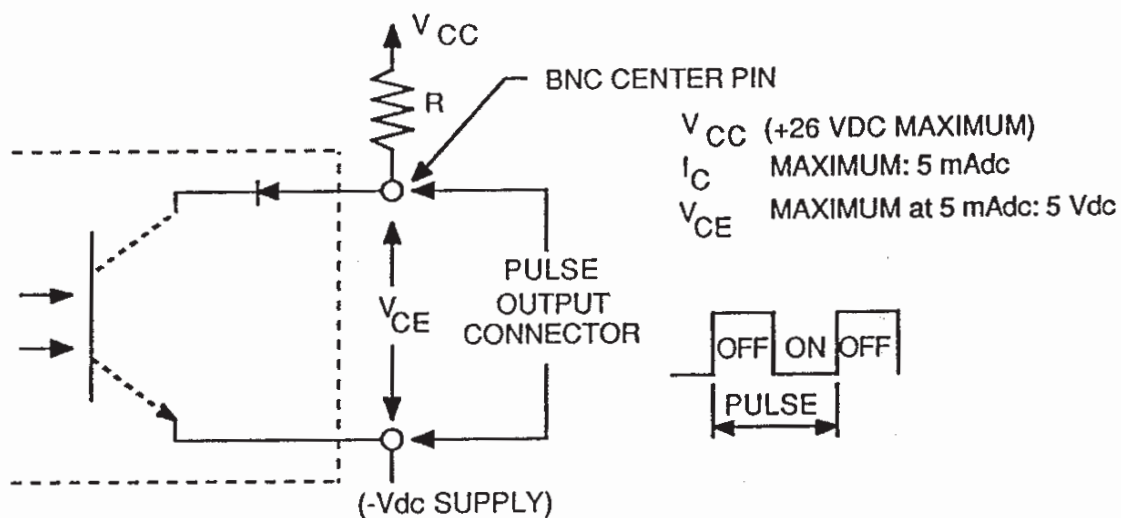 V CC
R
BNC CENTER PIN
V CC (+26 VDC MAXIMUM)
I C MAXIMUM: 5 mAdc
V CE MAXIMUM at 5 mAdc: 5 Vdc
V CE
PULSE
OUTPUT
CONNECTOR
OFF ON OFF
PULSE
(-Vdc SUPPLY)